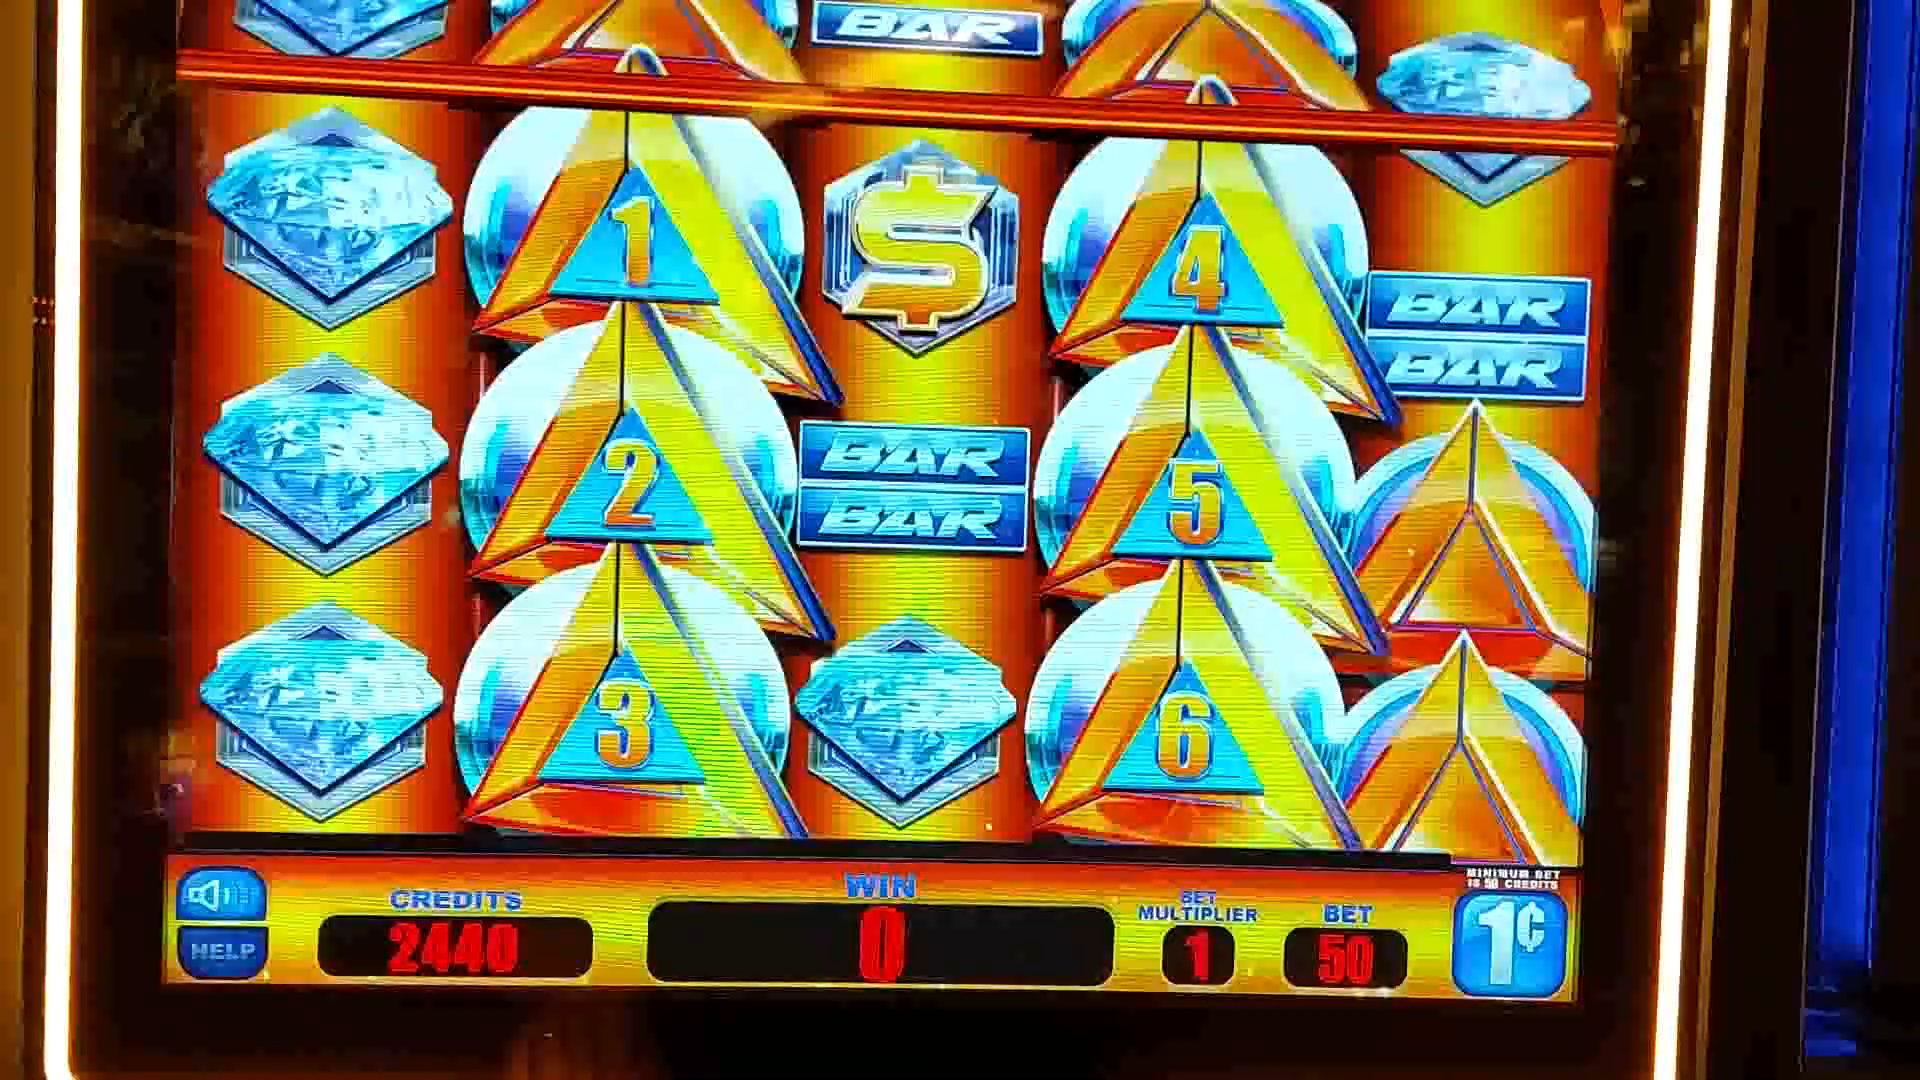 BAR
1
$
4
BAR
BAR
2
BAR
BAR
5
3
6
MINIMUM BET
IS 50 CREDITS
CREDITS
WIN
BET
MULTIPLIER
BET
1¢
HELP
2440
0
1
50